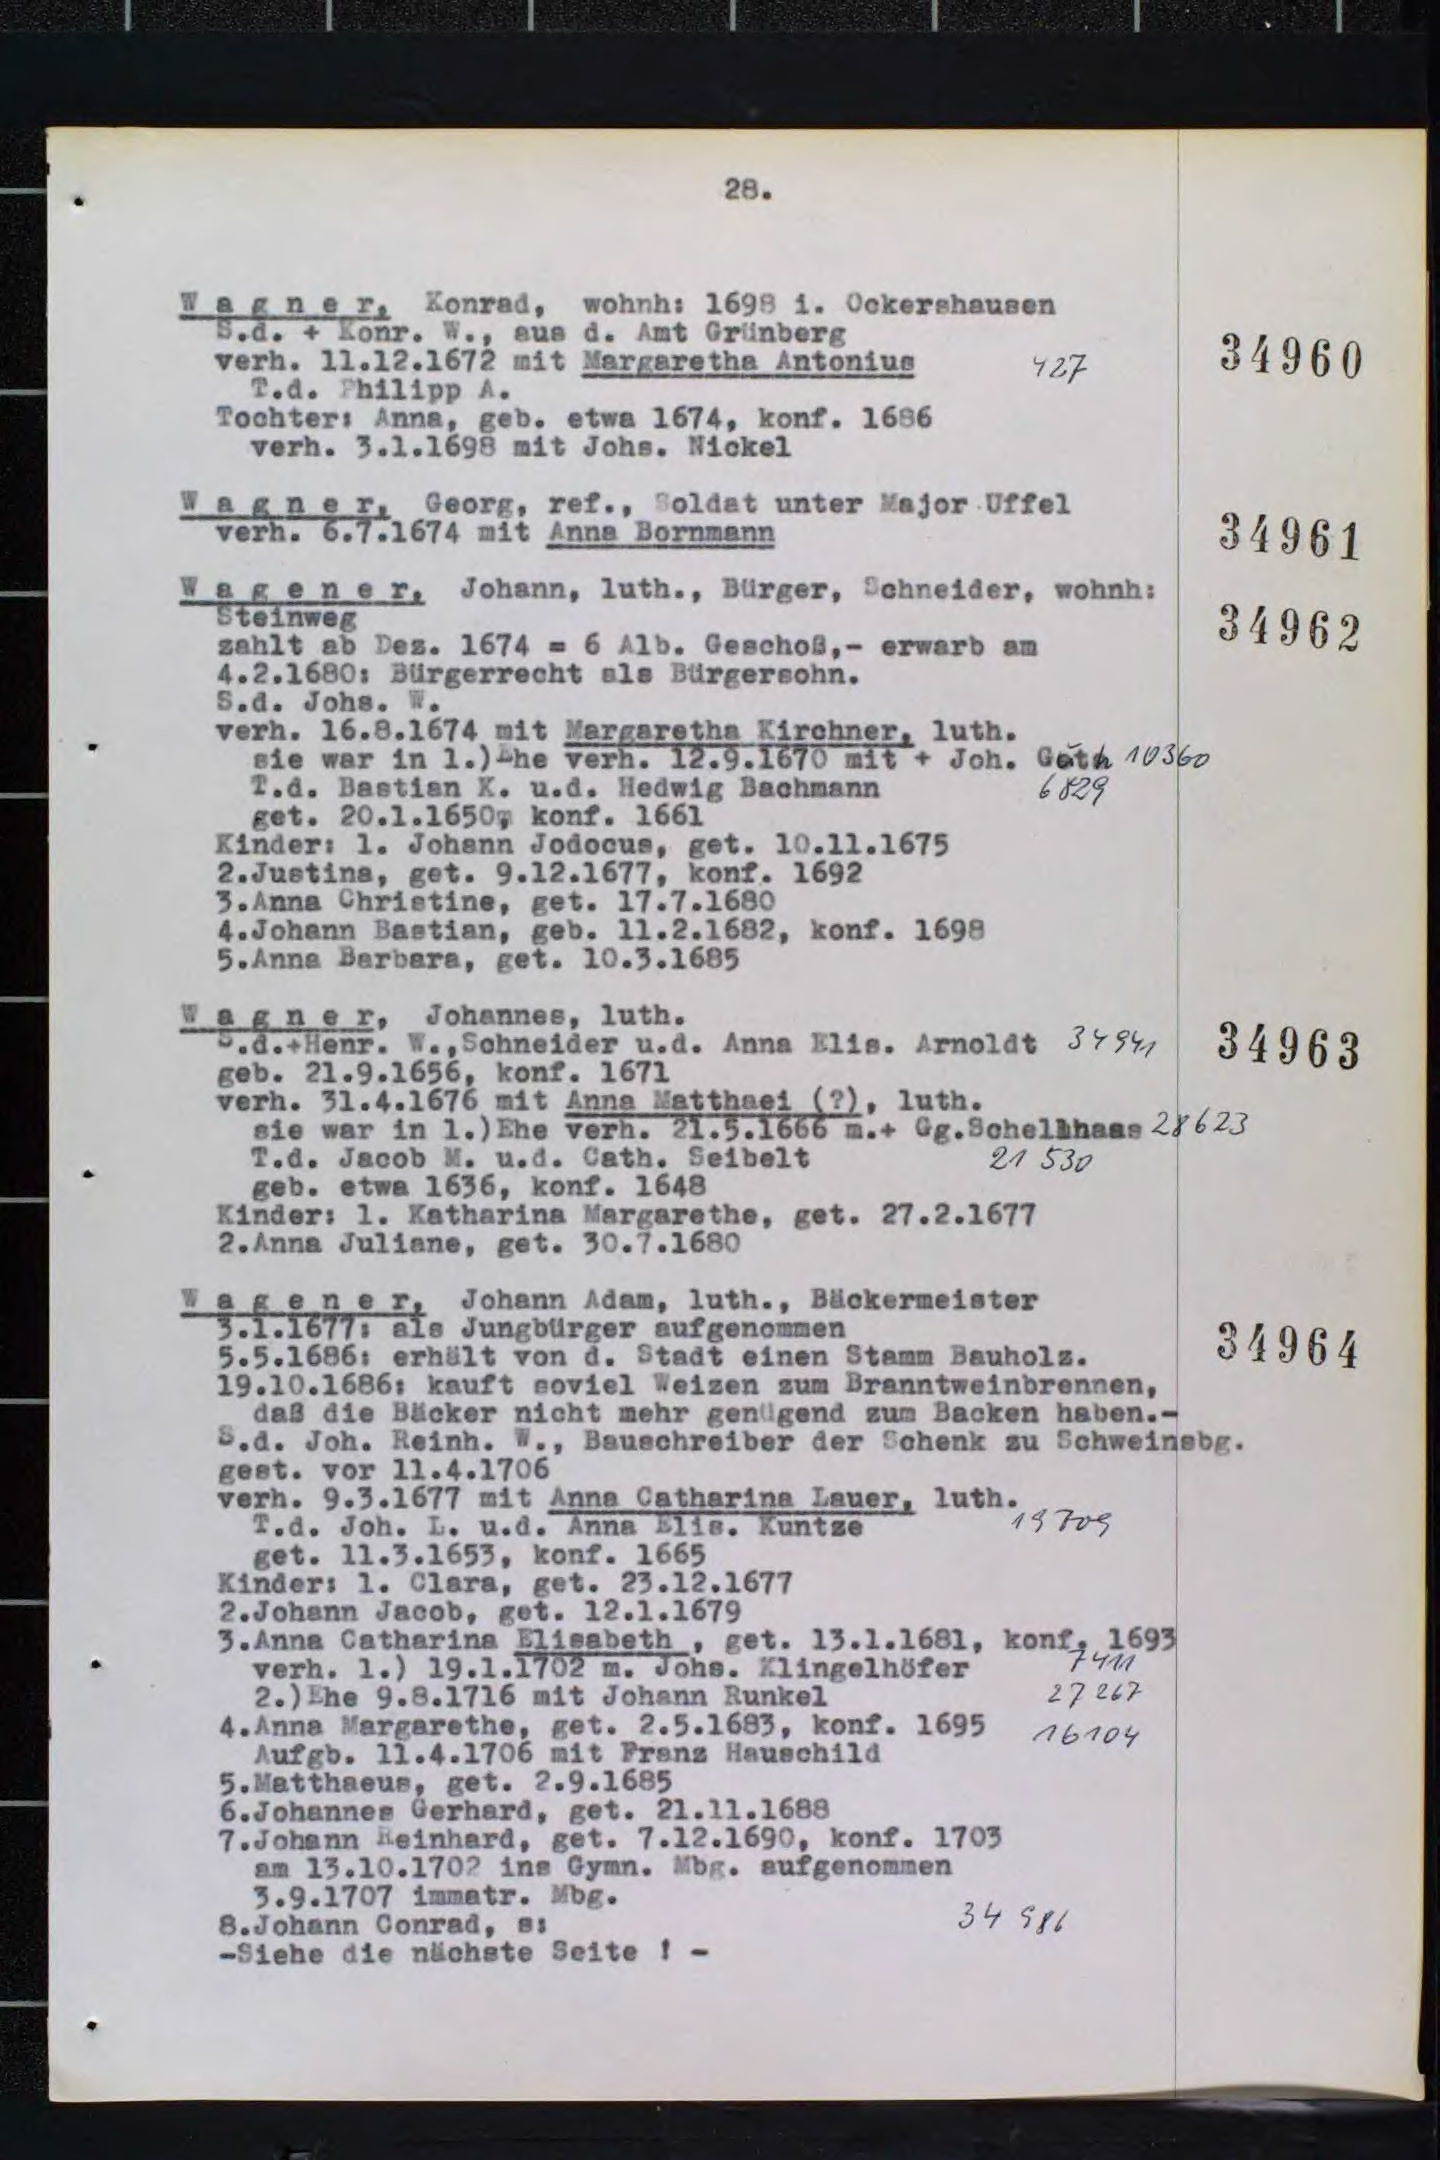 28.
W a g n e r, Konrad, wohnh: 1698 i. Ockershausen
S.d. + Konr. W., aus d. Amt Grünberg
34960
verh. 11.12.1672 mit Margaretha Antonius 427
T.d. Philipp A.
Tochter: Anna, geb. etwa 1674, konf. 1686
verh. 3.1.1698 mit Johs. Nickel
W a g n e r, Georg, ref., Soldat unter Major Uffel
verh. 6.7.1674 mit Anna Bornmann
34961
W a g e n e r, Johann, luth., Bürger, Schneider, wohnh:
Steinweg
34962
zahlt ab Dez. 1674 = 6 Alb. Geschoß,- erwarb am
4.2.1680: Bürgerrecht als Bürgersohn.
S.d. Johs. W.
verh. 16.8.1674 mit Margaretha Kirchner, luth.
sie war in 1.)Ehe verh. 12.9.1670 mit + Joh. Guth 10360
T.d. Bastian K. u.d. Hedwig Bachmann 6829
get. 20.1.1650, konf. 1661
Kinder: 1. Johann Jodocus, get. 10.11.1675
2.Justina, get. 9.12.1677, konf. 1692
3.Anna Christine, get. 17.7.1680
4.Johann Bastian, geb. 11.2.1682, konf. 1698
5.Anna Barbara, get. 10.3.1685
W a g n e r, Johannes, luth.
S.d.+Henr. W.,Schneider u.d. Anna Elis. Arnoldt 34941
34963
geb. 21.9.1656, konf. 1671
verh. 31.4.1676 mit Anna Matthaei (?), luth.
sie war in 1.)Ehe verh. 21.5.1666 m.+ Gg.Schellhaas 28623
T.d. Jacob M. u.d. Cath. Seibelt 21 530
geb. etwa 1636, konf. 1648
Kinder: 1. Katharina Margarethe, get. 27.2.1677
2.Anna Juliane, get. 30.7.1680
W a g e n e r, Johann Adam, luth., Bäckermeister
3.1.1677: als Jungbürger aufgenommen
34964
5.5.1686: erhält von d. Stadt einen Stamm Bauholz.
19.10.1686: kauft soviel Weizen zum Branntweinbrennen,
daß die Bäcker nicht mehr genügend zum Backen haben.-
S.d. Joh. Reinh. W., Bauschreiber der Schenk zu Schweinsbg.
gest. vor 11.4.1706
verh. 9.3.1677 mit Anna Catharina Lauer, luth.
T.d. Joh. L. u.d. Anna Elis. Kuntze 19709
get. 11.3.1653, konf. 1665
Kinder: 1. Clara, get. 23.12.1677
2.Johann Jacob, get. 12.1.1679
3.Anna Catharina Elisabeth , get. 13.1.1681, konf. 1693
verh. 1.) 19.1.1702 m. Johs. Klingelhöfer 7411
2.)Ehe 9.8.1716 mit Johann Runkel 27267
4.Anna Margarethe, get. 2.5.1683, konf. 1695 16104
Aufgb. 11.4.1706 mit Franz Hauschild
5.Matthaeus, get. 2.9.1685
6.Johannes Gerhard, get. 21.11.1688
7.Johann Reinhard, get. 7.12.1690, konf. 1703
am 13.10.1702 ins Gymn. Mbg. aufgenommen
3.9.1707 immatr. Mbg.
8.Johann Conrad, s: 34 986
-Siehe die nächste Seite ! -